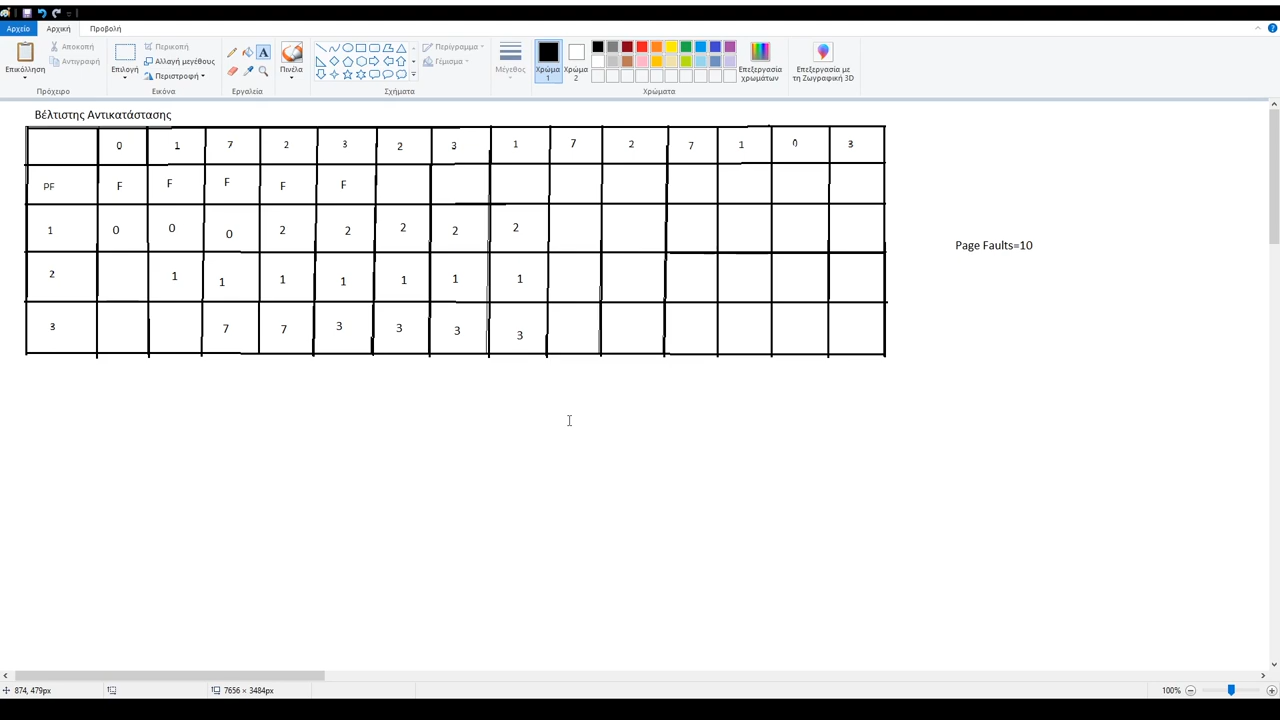 Αρχείο Αρχική Προβολή
Επικόλληση
Αποκοπή
Αντιγραφή
Πρόχειρο
Επιλογή
Περικοπή
Αλλαγή μεγέθους
Περιστροφή
Εικόνα
A
Εργαλεία
Πινέλα
Περίγραμμα
Γέμισμα
Σχήματα
Μέγεθος
Χρώμα 1
Χρώμα 2
Επεξεργασία χρωμάτων
Χρώματα
Επεξεργασία με τη Ζωγραφική 3D
Βέλτιστης Αντικατάστασης
0 1 7 2 3 2 3 1 7 2 7 1 0 3
PF F F F F F
1 0 0 0 2 2 2 2 2
2 1 1 1 1 1 1 1
3 7 7 3 3 3 3
Page Faults=10
874, 479px
7656 × 3484px
100%